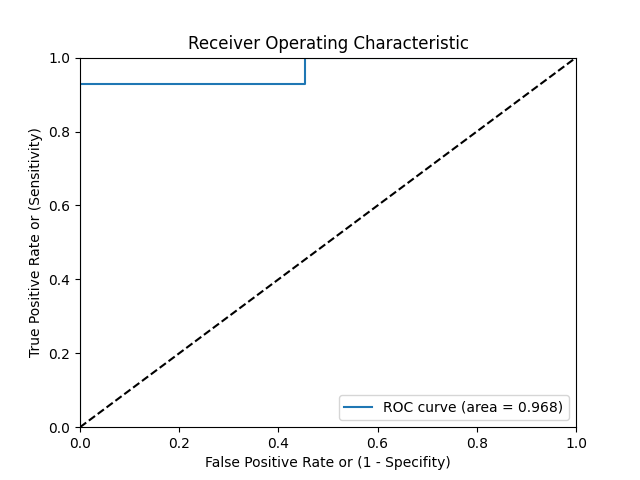 Receiver Operating Characteristic
True Positive Rate or (Sensitivity)
1.0
0.8
0.6
0.4
0.2
0.0
ROC curve (area = 0.968)
0.0 0.2 0.4 0.6 0.8 1.0
False Positive Rate or (1 - Specifity)